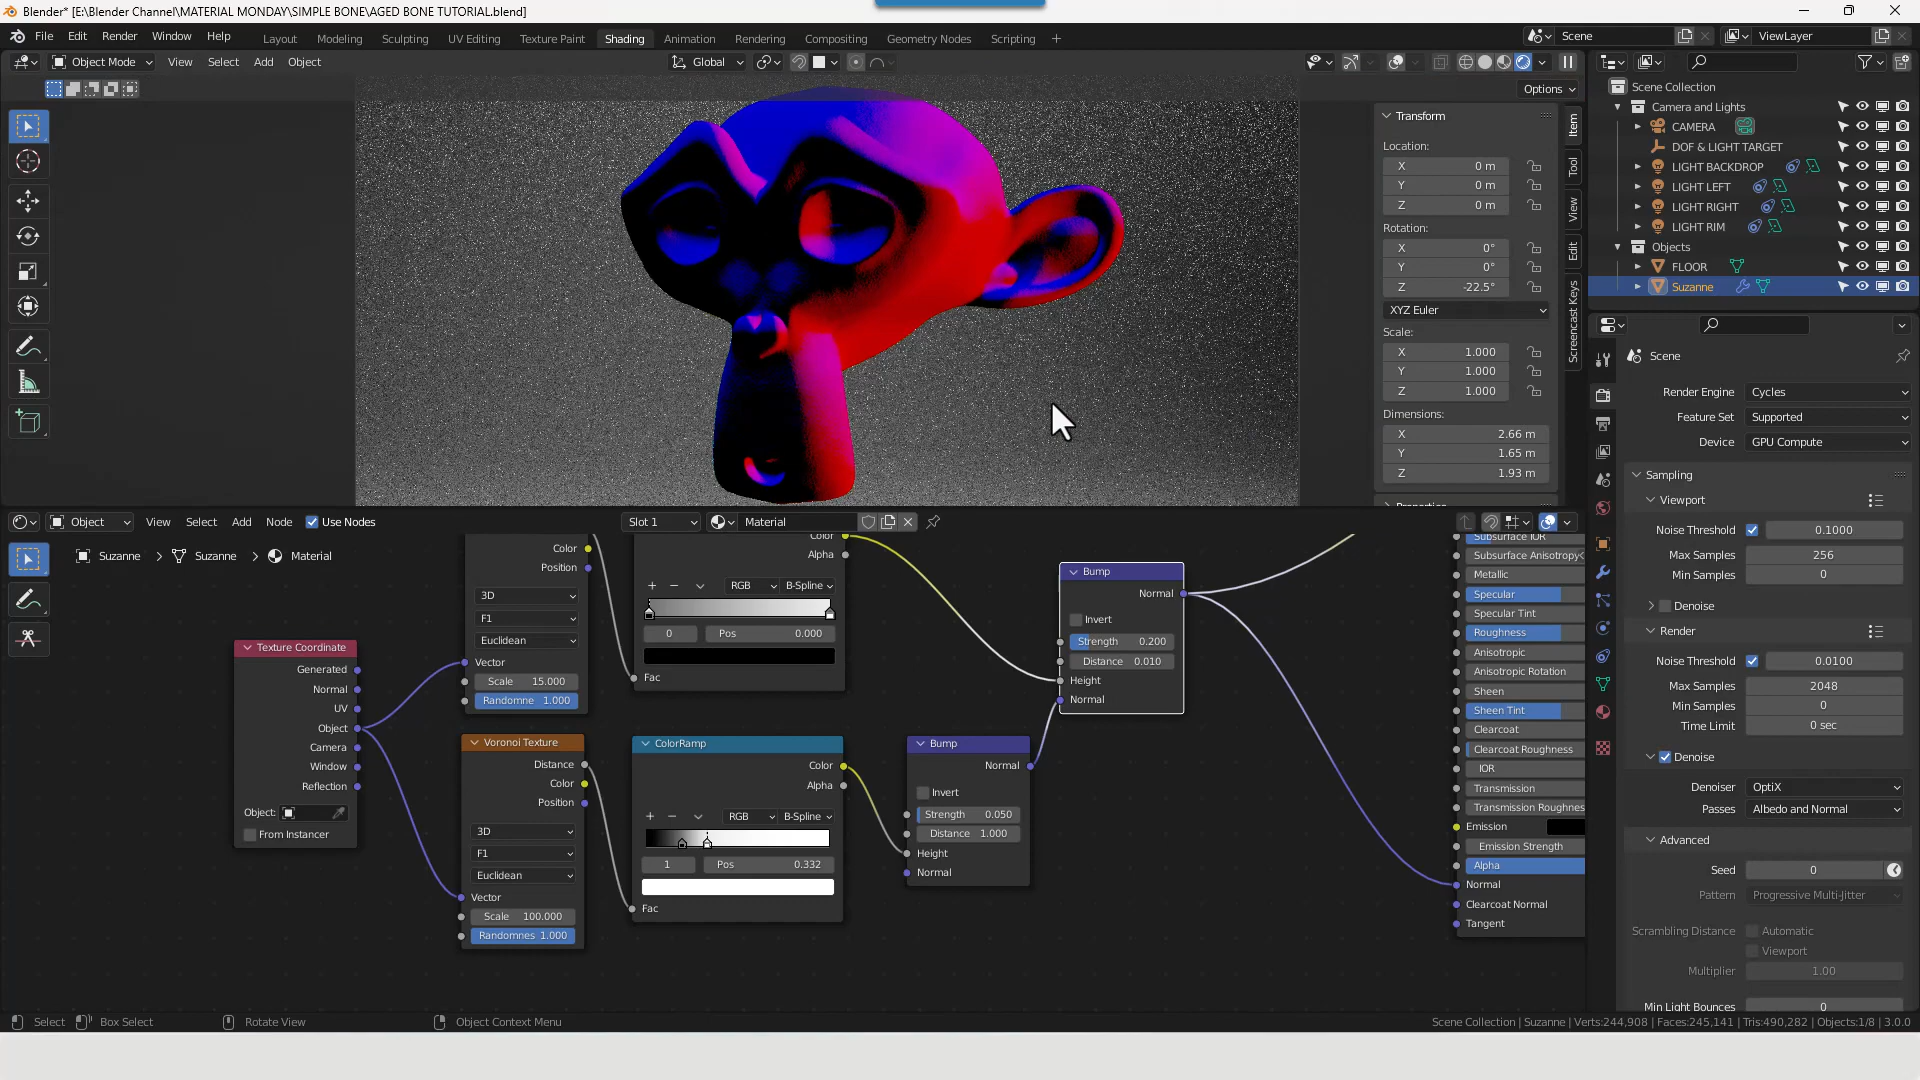 Blender* [E:\Blender Channel\MATERIAL MONDAY\SIMPLE BONE\AGED BONE TUTORIAL.blend]
File Edit Render Window Help Layout Modeling Sculpting UV Editing Texture Paint Shading Animation Rendering Compositing Geometry Nodes Scripting + Scene ViewLayer
Object Mode View Select Add Object Global
Options
Transform
Location:
X 0 m
Y 0 m
Z 0 m
Rotation:
X 0°
Y 0°
Z -22.5°
XYZ Euler
Scale:
X 1.000
Y 1.000
Z 1.000
Dimensions:
X 2.66 m
Y 1.65 m
Z 1.93 m
Item
Tool
View
Edit
Screencast Keys
Scene Collection
Camera and Lights
CAMERA
DOF & LIGHT TARGET
LIGHT BACKDROP
LIGHT LEFT
LIGHT RIGHT
LIGHT RIM
Objects
FLOOR
Suzanne
Scene
Render Engine Cycles
Feature Set Supported
Device GPU Compute
Sampling
Viewport
Noise Threshold 0.1000
Max Samples 256
Min Samples 0
Denoise
Render
Noise Threshold 0.0100
Max Samples 2048
Min Samples 0
Time Limit 0 sec
Denoise
Denoiser OptiX
Passes Albedo and Normal
Advanced
Seed 0
Pattern Progressive Multi-Jitter
Scrambling Distance Automatic
Viewport
Multiplier 1.00
Min Light Bounces 0
Object View Select Add Node Use Nodes Slot 1 Material
Suzanne > Suzanne > Material
Texture Coordinate
Generated
Normal
UV
Object
Camera
Window
Reflection
Object:
From Instancer
Color
Position
3D
F1
Euclidean
Vector
Scale 15.000
Randomne 1.000
Voronoi Texture
Distance
Color
Position
3D
F1
Euclidean
Vector
Scale 100.000
Randomnes 1.000
Color
Alpha
+ − RGB B-Spline
0 Pos 0.000
Fac
ColorRamp
Color
Alpha
+ − RGB B-Spline
1 Pos 0.332
Fac
Bump
Normal
Invert
Strength 0.050
Distance 1.000
Height
Normal
Bump
Normal
Invert
Strength 0.200
Distance 0.010
Height
Normal
Subsurface IOR
Subsurface Anisotropy
Metallic
Specular
Specular Tint
Roughness
Anisotropic
Anisotropic Rotation
Sheen
Sheen Tint
Clearcoat
Clearcoat Roughness
IOR
Transmission
Transmission Roughnes
Emission
Emission Strength
Alpha
Normal
Clearcoat Normal
Tangent
Select Box Select Rotate View Object Context Menu Scene Collection | Suzanne | Verts:244,908 | Faces:245,141 | Tris:490,282 | Objects:1/8 | 3.0.0